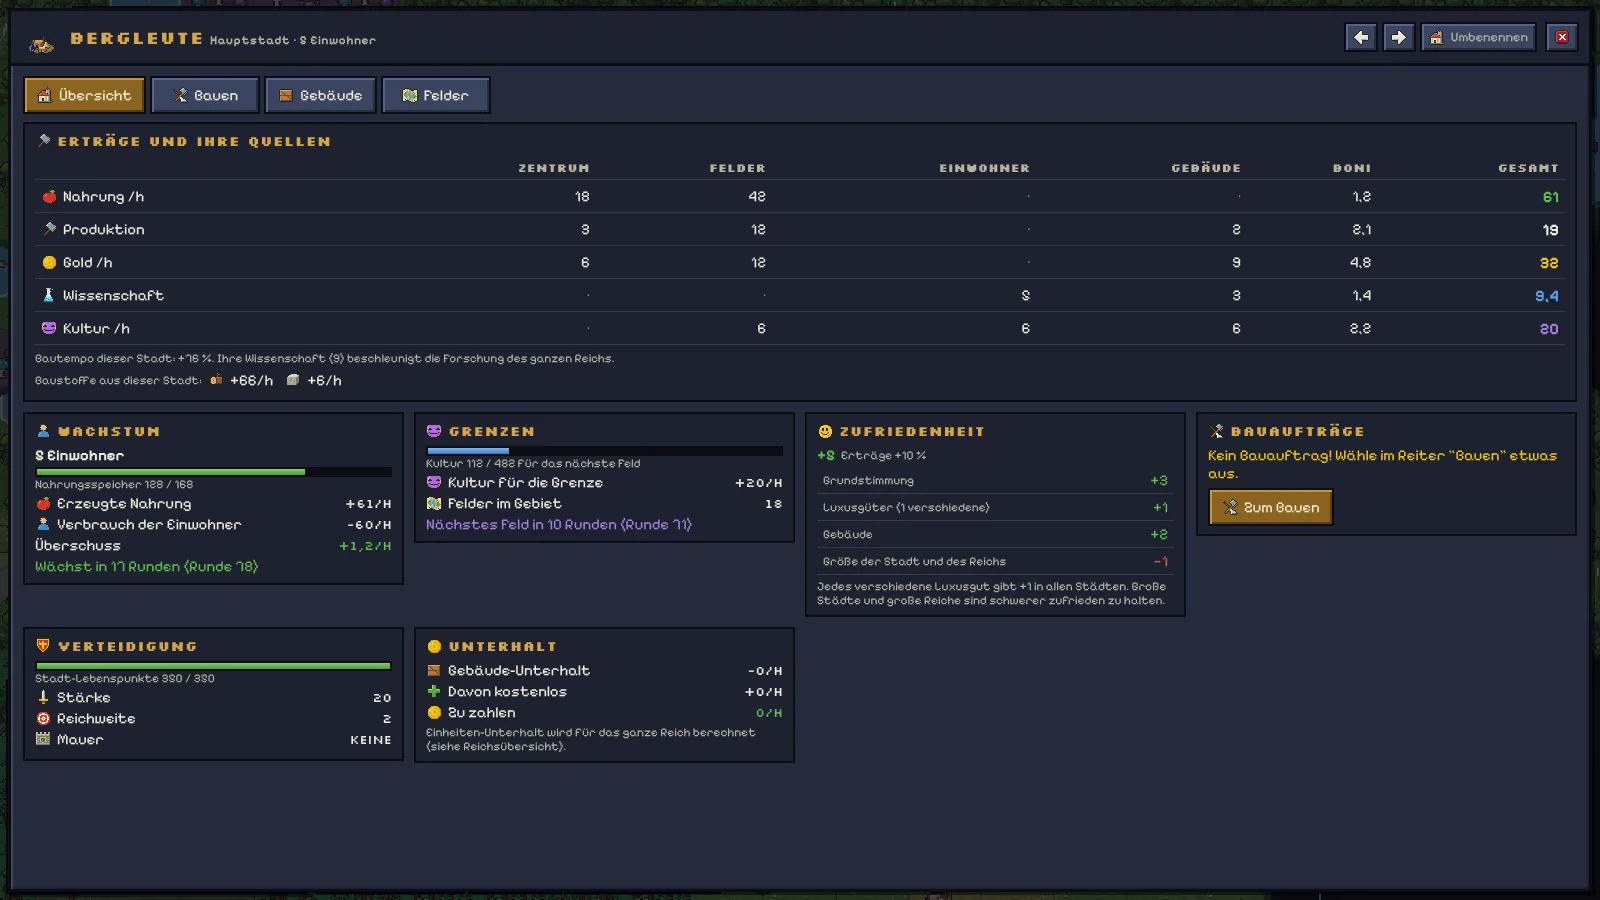 BERGLEUTE Hauptstadt · 5 Einwohner
Umbenennen
Übersicht
Bauen
Gebäude
Felder
ERTRÄGE UND IHRE QUELLEN
ZENTRUM FELDER EINWOHNER GEBÄUDE BONI GESAMT
Nahrung /h 18 42 · · 1,2 61
Produktion 3 12 · 2 2,1 19
Gold /h 6 12 · 9 4,8 32
Wissenschaft · · 5 3 1,4 9,4
Kultur /h · 6 6 6 2,2 20
Bautempo dieser Stadt: +76 %. Ihre Wissenschaft (9) beschleunigt die Forschung des ganzen Reichs.
Baustoffe aus dieser Stadt: +66/h +6/h
WACHSTUM
5 Einwohner
Nahrungsspeicher 128 / 168
Erzeugte Nahrung +61/H
Verbrauch der Einwohner -60/H
Überschuss +1,2/H
Wächst in 17 Runden (Runde 78)
GRENZEN
Kultur 112 / 482 für das nächste Feld
Kultur für die Grenze +20/H
Felder im Gebiet 18
Nächstes Feld in 10 Runden (Runde 71)
ZUFRIEDENHEIT
+5 Erträge +10 %
Grundstimmung +3
Luxusgüter (1 verschiedene) +1
Gebäude +2
Größe der Stadt und des Reichs -1
Jedes verschiedene Luxusgut gibt +1 in allen Städten. Große
Städte und große Reiche sind schwerer zufrieden zu halten.
BAUAUFTRÄGE
Kein Bauauftrag! Wähle im Reiter "Bauen" etwas
aus.
Zum Bauen
VERTEIDIGUNG
Stadt-Lebenspunkte 350 / 350
Stärke 20
Reichweite 2
Mauer KEINE
UNTERHALT
Gebäude-Unterhalt -0/H
Davon kostenlos +0/H
Zu zahlen 0/H
Einheiten-Unterhalt wird für das ganze Reich berechnet
(siehe Reichsübersicht).